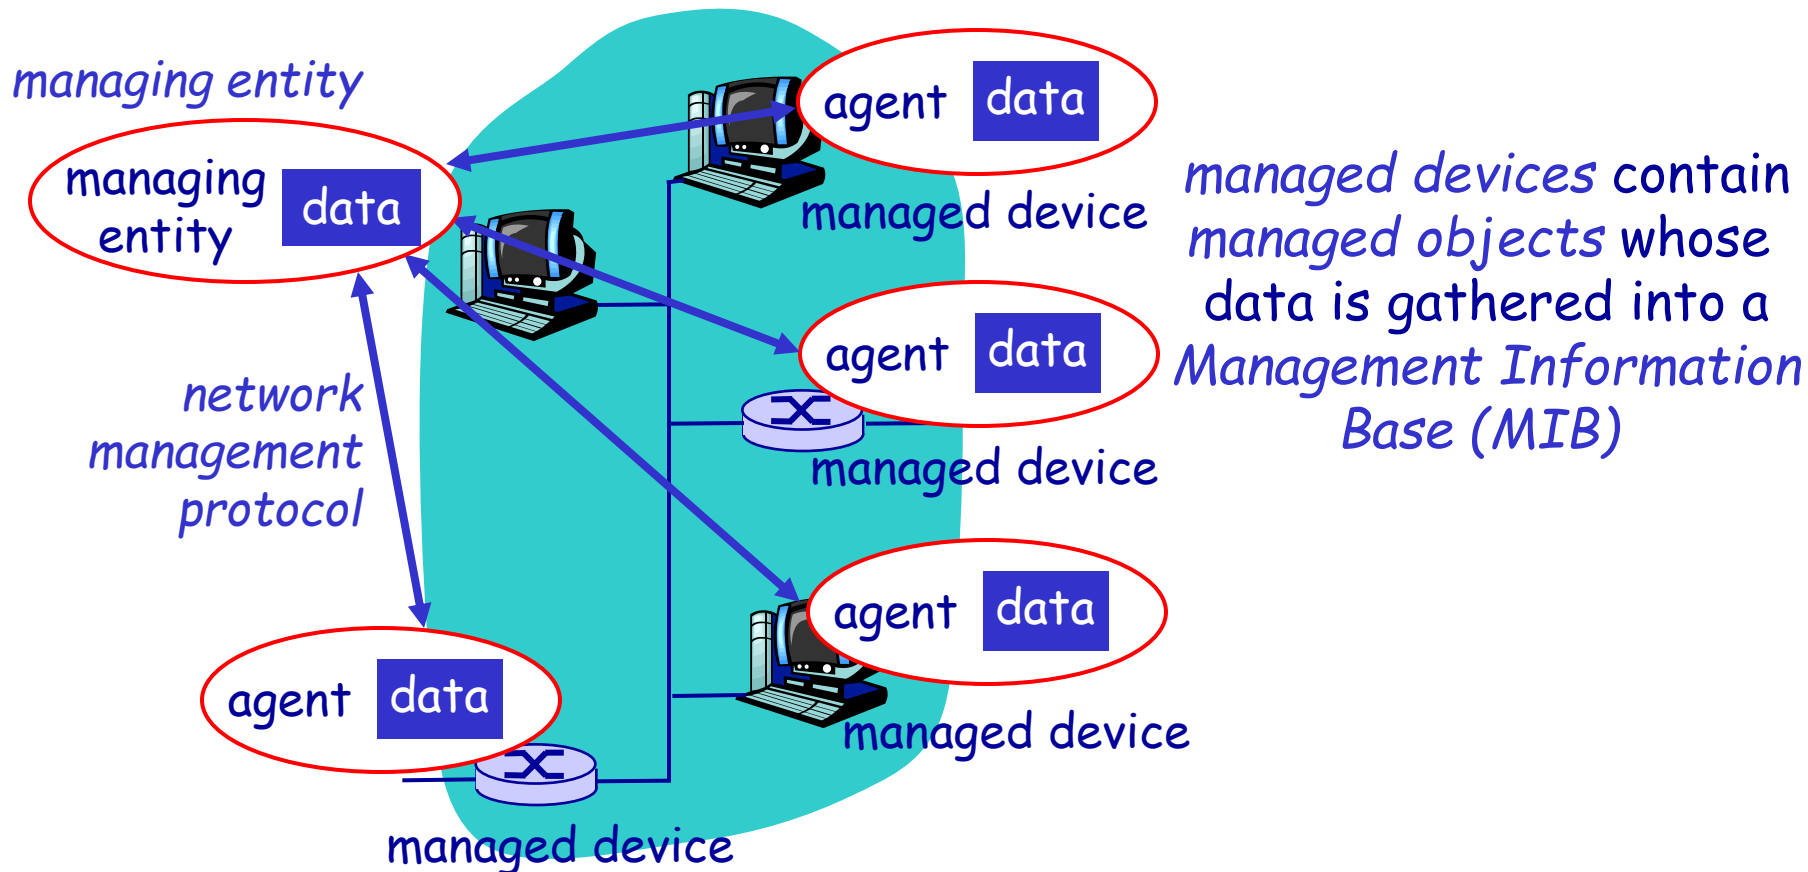 managing entity
managing
entity
data
agent data
managed device
agent data
managed device
network
management
protocol
agent data
managed device
agent data
managed device
managed devices contain
managed objects whose
data is gathered into a
Management Information
Base (MIB)